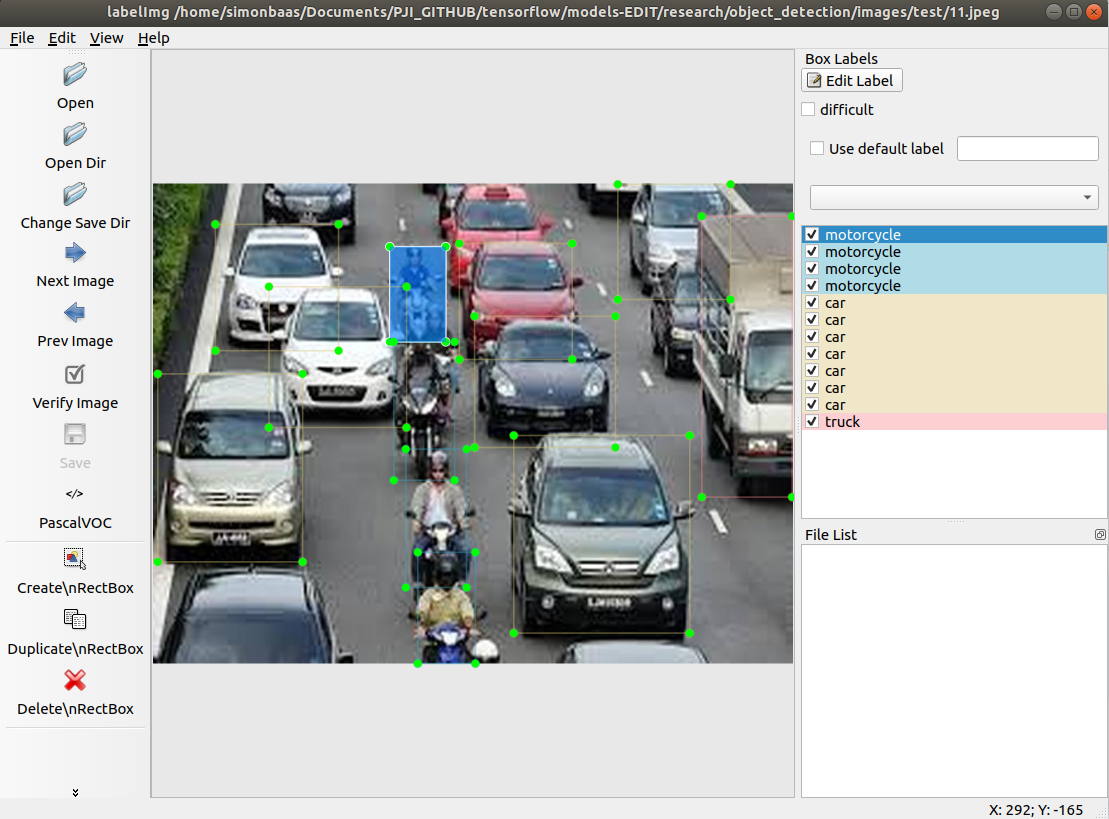 labelImg /home/simonbaas/Documents/PJI_GITHUB/tensorflow/models-EDIT/research/object_detection/images/test/11.jpeg
File Edit View Help
Open
Open Dir
Change Save Dir
Next Image
Prev Image
Verify Image
Save
</>
PascalVOC
Create\nRectBox
Duplicate\nRectBox
Delete\nRectBox
Box Labels
Edit Label
difficult
Use default label
motorcycle
motorcycle
motorcycle
motorcycle
car
car
car
car
car
car
car
truck
File List
X: 292; Y: -165